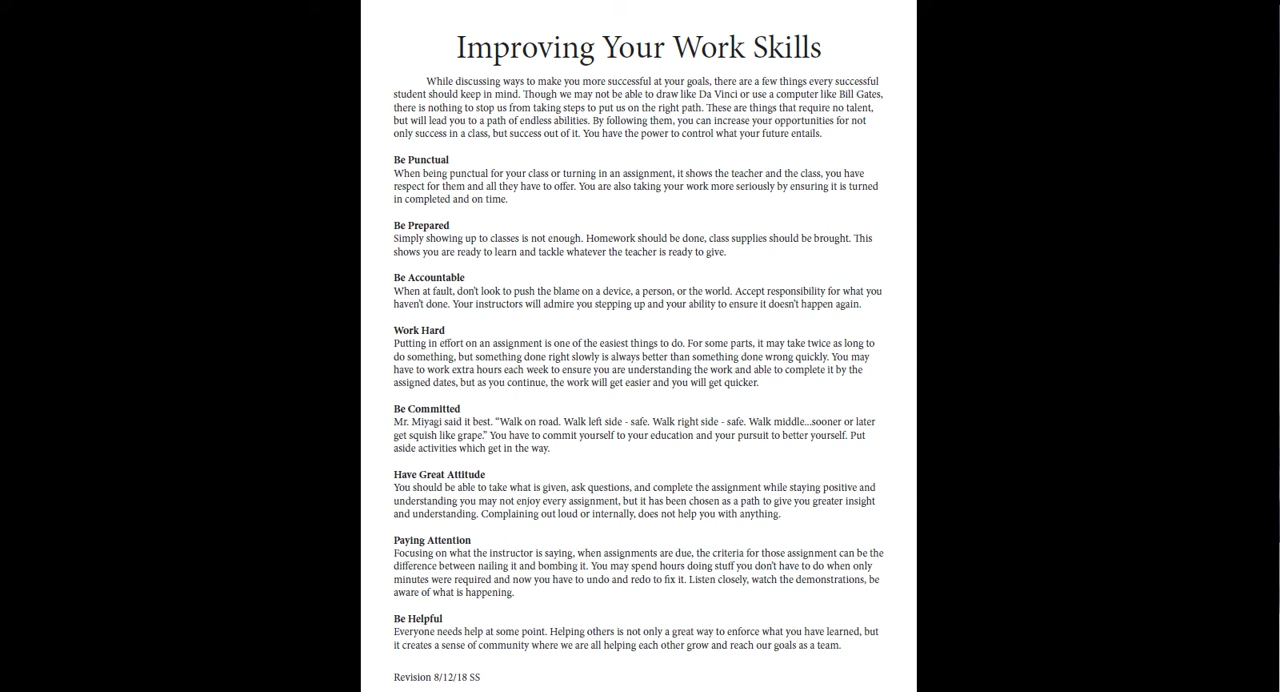 Improving Your Work Skills
While discussing ways to make you more successful at your goals, there are a few things every successful
student should keep in mind. Though we may not be able to draw like Da Vinci or use a computer like Bill Gates,
there is nothing to stop us from taking steps to put us on the right path. These are things that require no talent,
but will lead you to a path of endless abilities. By following them, you can increase your opportunities for not
only success in a class, but success out of it. You have the power to control what your future entails.
Be Punctual
When being punctual for your class or turning in an assignment, it shows the teacher and the class, you have
respect for them and all they have to offer. You are also taking your work more seriously by ensuring it is turned
in completed and on time.
Be Prepared
Simply showing up to classes is not enough. Homework should be done, class supplies should be brought. This
shows you are ready to learn and tackle whatever the teacher is ready to give.
Be Accountable
When at fault, don't look to push the blame on a device, a person, or the world. Accept responsibility for what you
haven't done. Your instructors will admire you stepping up and your ability to ensure it doesn't happen again.
Work Hard
Putting in effort on an assignment is one of the easiest things to do. For some parts, it may take twice as long to
do something, but something done right slowly is always better than something done wrong quickly. You may
have to work extra hours each week to ensure you are understanding the work and able to complete it by the
assigned dates, but as you continue, the work will get easier and you will get quicker.
Be Committed
Mr. Miyagi said it best. “Walk on road. Walk left side - safe. Walk right side - safe. Walk middle...sooner or later
get squish like grape.” You have to commit yourself to your education and your pursuit to better yourself. Put
aside activities which get in the way.
Have Great Attitude
You should be able to take what is given, ask questions, and complete the assignment while staying positive and
understanding you may not enjoy every assignment, but it has been chosen as a path to give you greater insight
and understanding. Complaining out loud or internally, does not help you with anything.
Paying Attention
Focusing on what the instructor is saying, when assignments are due, the criteria for those assignment can be the
difference between nailing it and bombing it. You may spend hours doing stuff you don't have to do when only
minutes were required and now you have to undo and redo to fix it. Listen closely, watch the demonstrations, be
aware of what is happening.
Be Helpful
Everyone needs help at some point. Helping others is not only a great way to enforce what you have learned, but
it creates a sense of community where we are all helping each other grow and reach our goals as a team.
Revision 8/12/18 SS